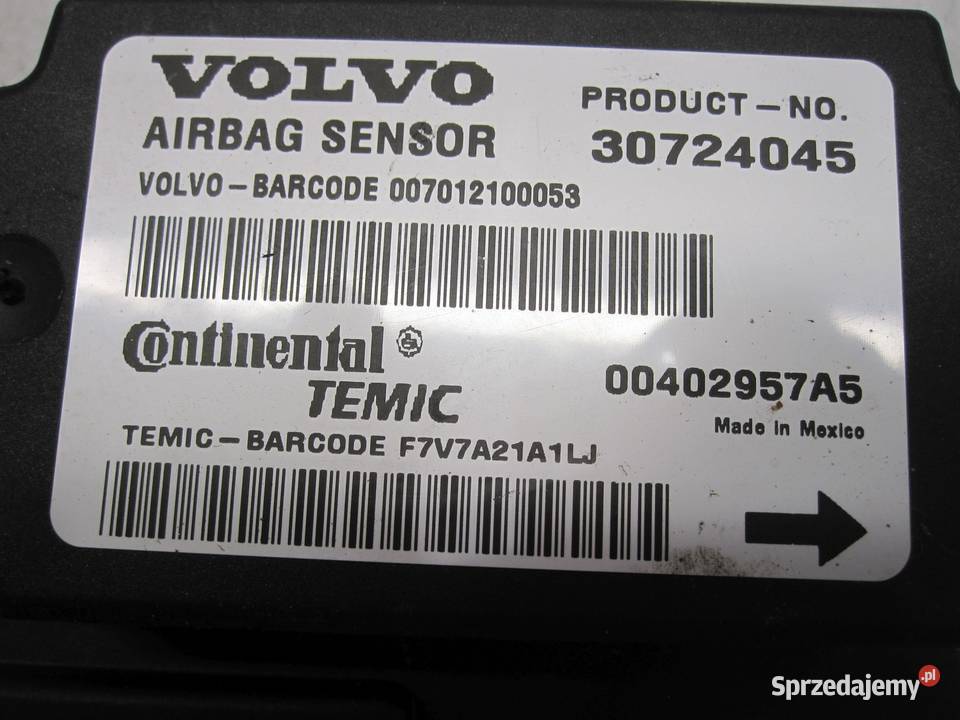 VOLVO
AIRBAG SENSOR
PRODUCT-NO.
30724045
VOLVO-BARCODE 007012100053
Continental
TEMIC
00402957A5
Made in Mexico
TEMIC-BARCODE F7V7A21A1LJ
Sprzedajemy.pl